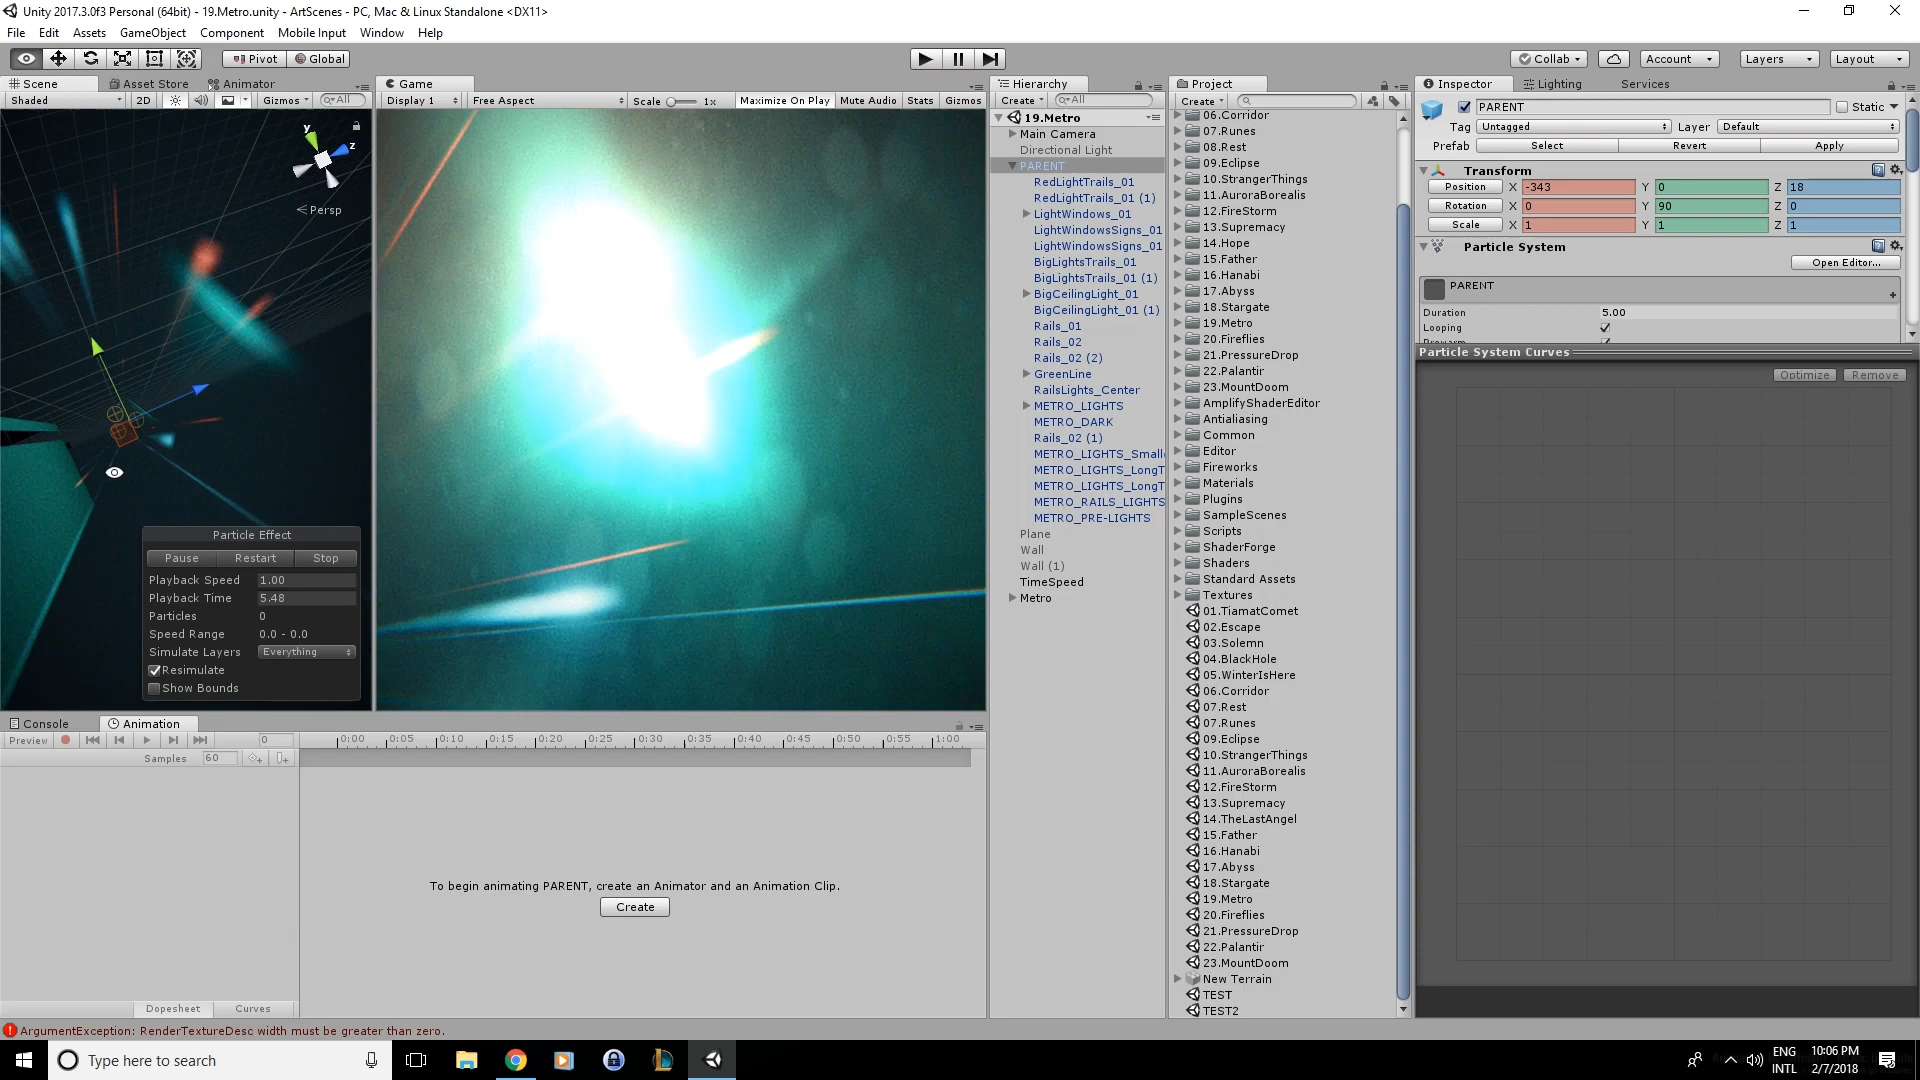 Unity 2017.3.0f3 Personal (64bit) - 19.Metro.unity - ArtScenes - PC, Mac & Linux Standalone <DX11>
File Edit Assets GameObject Component Mobile Input Window Help
Pivot Global
Collab Account Layers Layout
Scene Asset Store Animator
Shaded 2D Gizmos All
y
z
Persp
Particle Effect
Pause Restart Stop
Playback Speed 1.00
Playback Time 5.48
Particles 0
Speed Range 0.0 - 0.0
Simulate Layers Everything
Resimulate
Show Bounds
Game
Display 1 Free Aspect Scale 1x Maximize On Play Mute Audio Stats Gizmos
Hierarchy
Create All
19.Metro
Main Camera
Directional Light
PARENT
RedLightTrails_01
RedLightTrails_01 (1)
LightWindows_01
LightWindowsSigns_01
LightWindowsSigns_01
BigLightsTrails_01
BigLightsTrails_01 (1)
BigCeilingLight_01
BigCeilingLight_01 (1)
Rails_01
Rails_02
Rails_02 (2)
GreenLine
RailsLights_Center
METRO_LIGHTS
METRO_DARK
Rails_02 (1)
METRO_LIGHTS_Small
METRO_LIGHTS_LongT
METRO_LIGHTS_LongT
METRO_RAILS_LIGHTS
METRO_PRE-LIGHTS
Plane
Wall
Wall (1)
TimeSpeed
Metro
Project
Create
06.Corridor
07.Runes
08.Rest
09.Eclipse
10.StrangerThings
11.AuroraBorealis
12.FireStorm
13.Supremacy
14.Hope
15.Father
16.Hanabi
17.Abyss
18.Stargate
19.Metro
20.Fireflies
21.PressureDrop
22.Palantir
23.MountDoom
AmplifyShaderEditor
Antialiasing
Common
Editor
Fireworks
Materials
Plugins
SampleScenes
Scripts
ShaderForge
Shaders
Standard Assets
Textures
01.TiamatComet
02.Escape
03.Solemn
04.BlackHole
05.WinterIsHere
06.Corridor
07.Rest
07.Runes
09.Eclipse
10.StrangerThings
11.AuroraBorealis
12.FireStorm
13.Supremacy
14.TheLastAngel
15.Father
16.Hanabi
17.Abyss
18.Stargate
19.Metro
20.Fireflies
21.PressureDrop
22.Palantir
23.MountDoom
New Terrain
TEST
TEST2
Inspector Lighting Services
PARENT Static
Tag Untagged Layer Default
Prefab Select Revert Apply
Transform
Position X -343 Y 0 Z 18
Rotation X 0 Y 90 Z 0
Scale X 1 Y 1 Z 1
Particle System
Open Editor...
PARENT
Duration 5.00
Looping
Particle System Curves
Optimize Remove
Console Animation
Preview 0 0:00 0:05 0:10 0:15 0:20 0:25 0:30 0:35 0:40 0:45 0:50 0:55 1:00
Samples 60
To begin animating PARENT, create an Animator and an Animation Clip.
Create
Dopesheet Curves
ArgumentException: RenderTextureDesc width must be greater than zero.
Type here to search
ENG
INTL
10:06 PM
2/7/2018